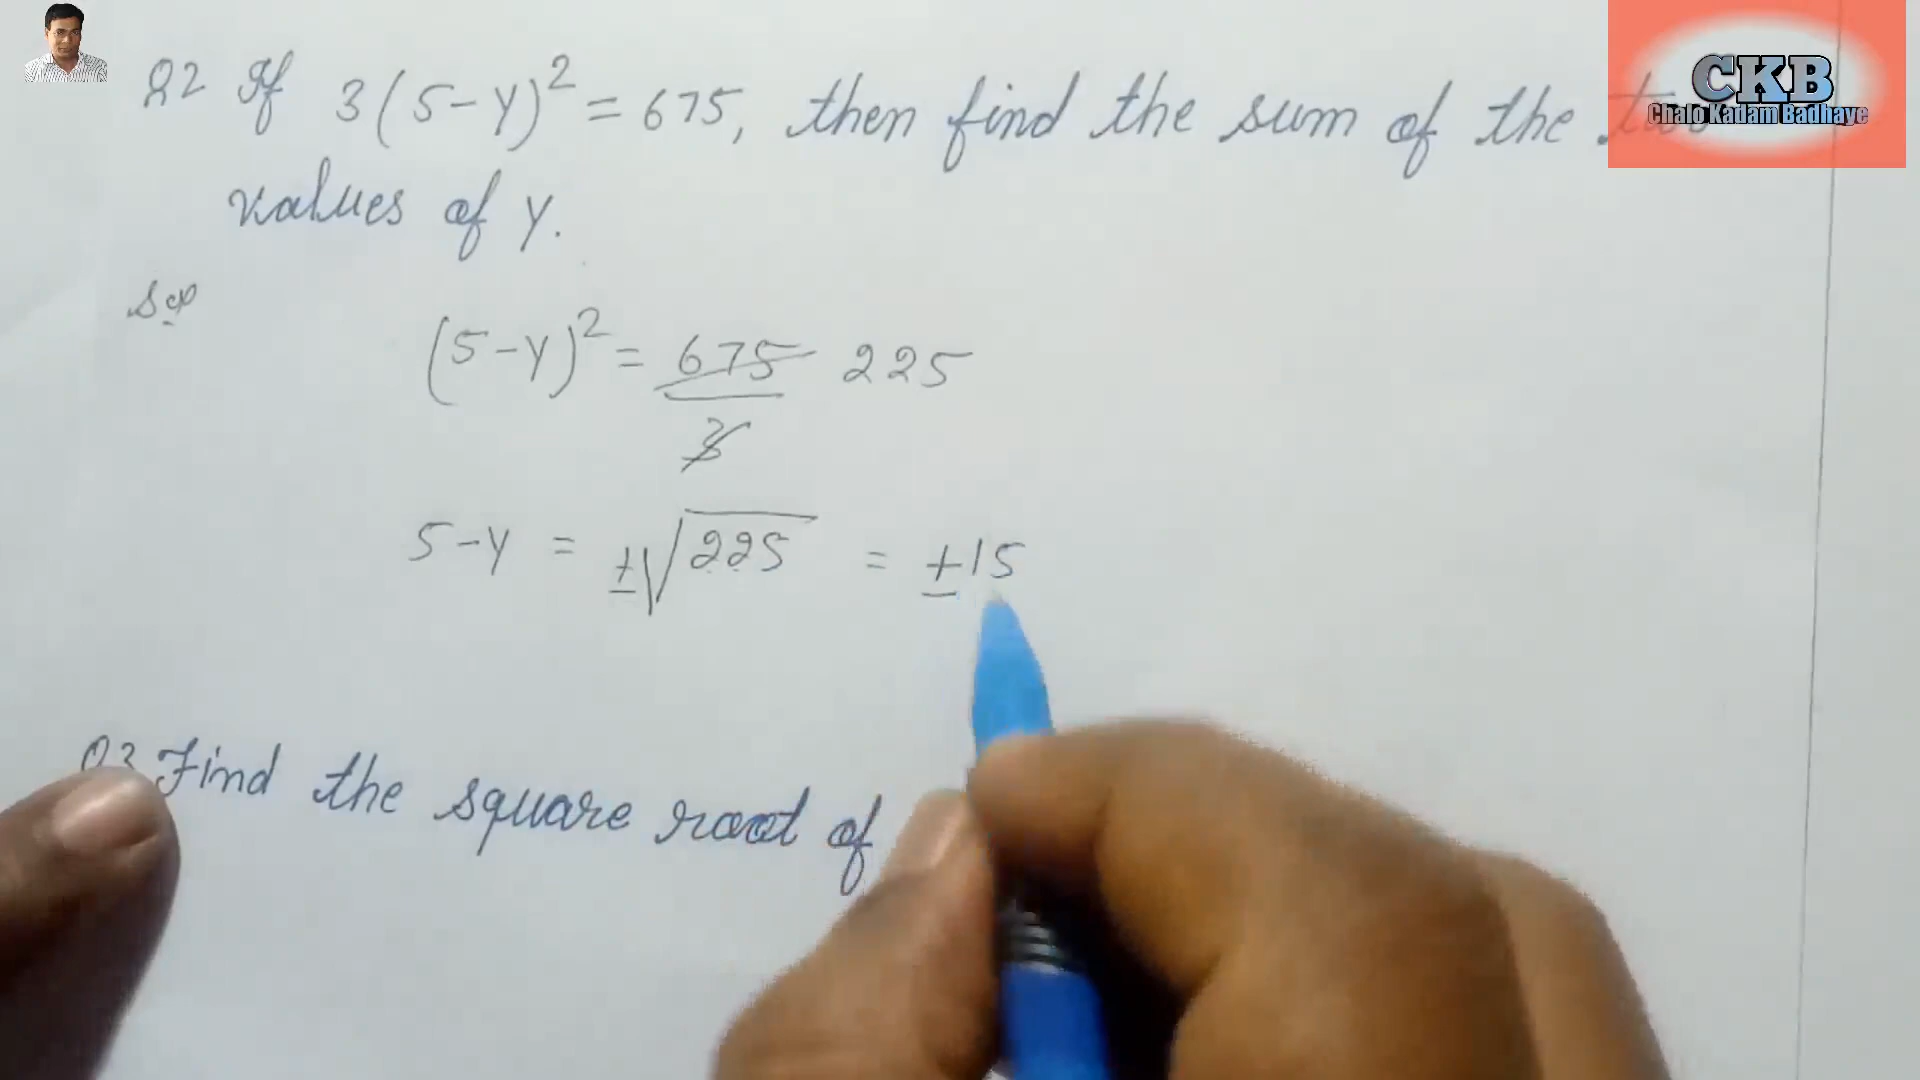 Q2 If 3(5-y)² = 675, then find the sum of the
values of y.
CKB
Chalo Kadam Badhaye
(5-y)² = 675/3 225
5-y = ±√225 = ±15
Q3 Find the square root of